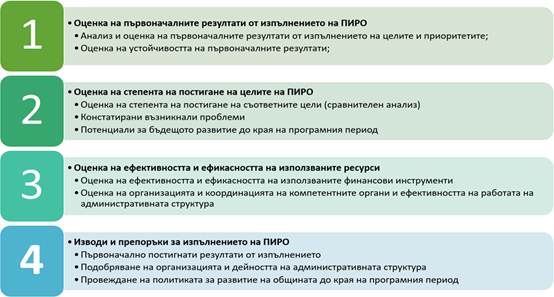 1
• Оценка на първоначалните резултати от изпълнението на ПИРО
• Анализ и оценка на първоначалните резултати от изпълнението на целите и приоритетите;
• Оценка на устойчивостта на първоначалните резултати;
2
• Оценка на степента на постигане на целите на ПИРО
• Оценка на степента на постигане на съответните цели (сравнителен анализ)
• Констатирани възникнали проблеми
• Потенциали за бъдещото развитие до края на програмния период
3
• Оценка на ефективността и ефикасността на използваните ресурси
• Оценка на ефективността и ефикасността на използваните финансови инструменти
• Оценка на организацията и координацията на компетентните органи и ефективността на работата на
административната структура
4
• Изводи и препоръки за изпълнението на ПИРО
• Първоначално постигнати резултати от изпълнението
• Подобряване на организацията и дейността на административната структура
• Провеждане на политиката за развитие на общината до края на програмния период